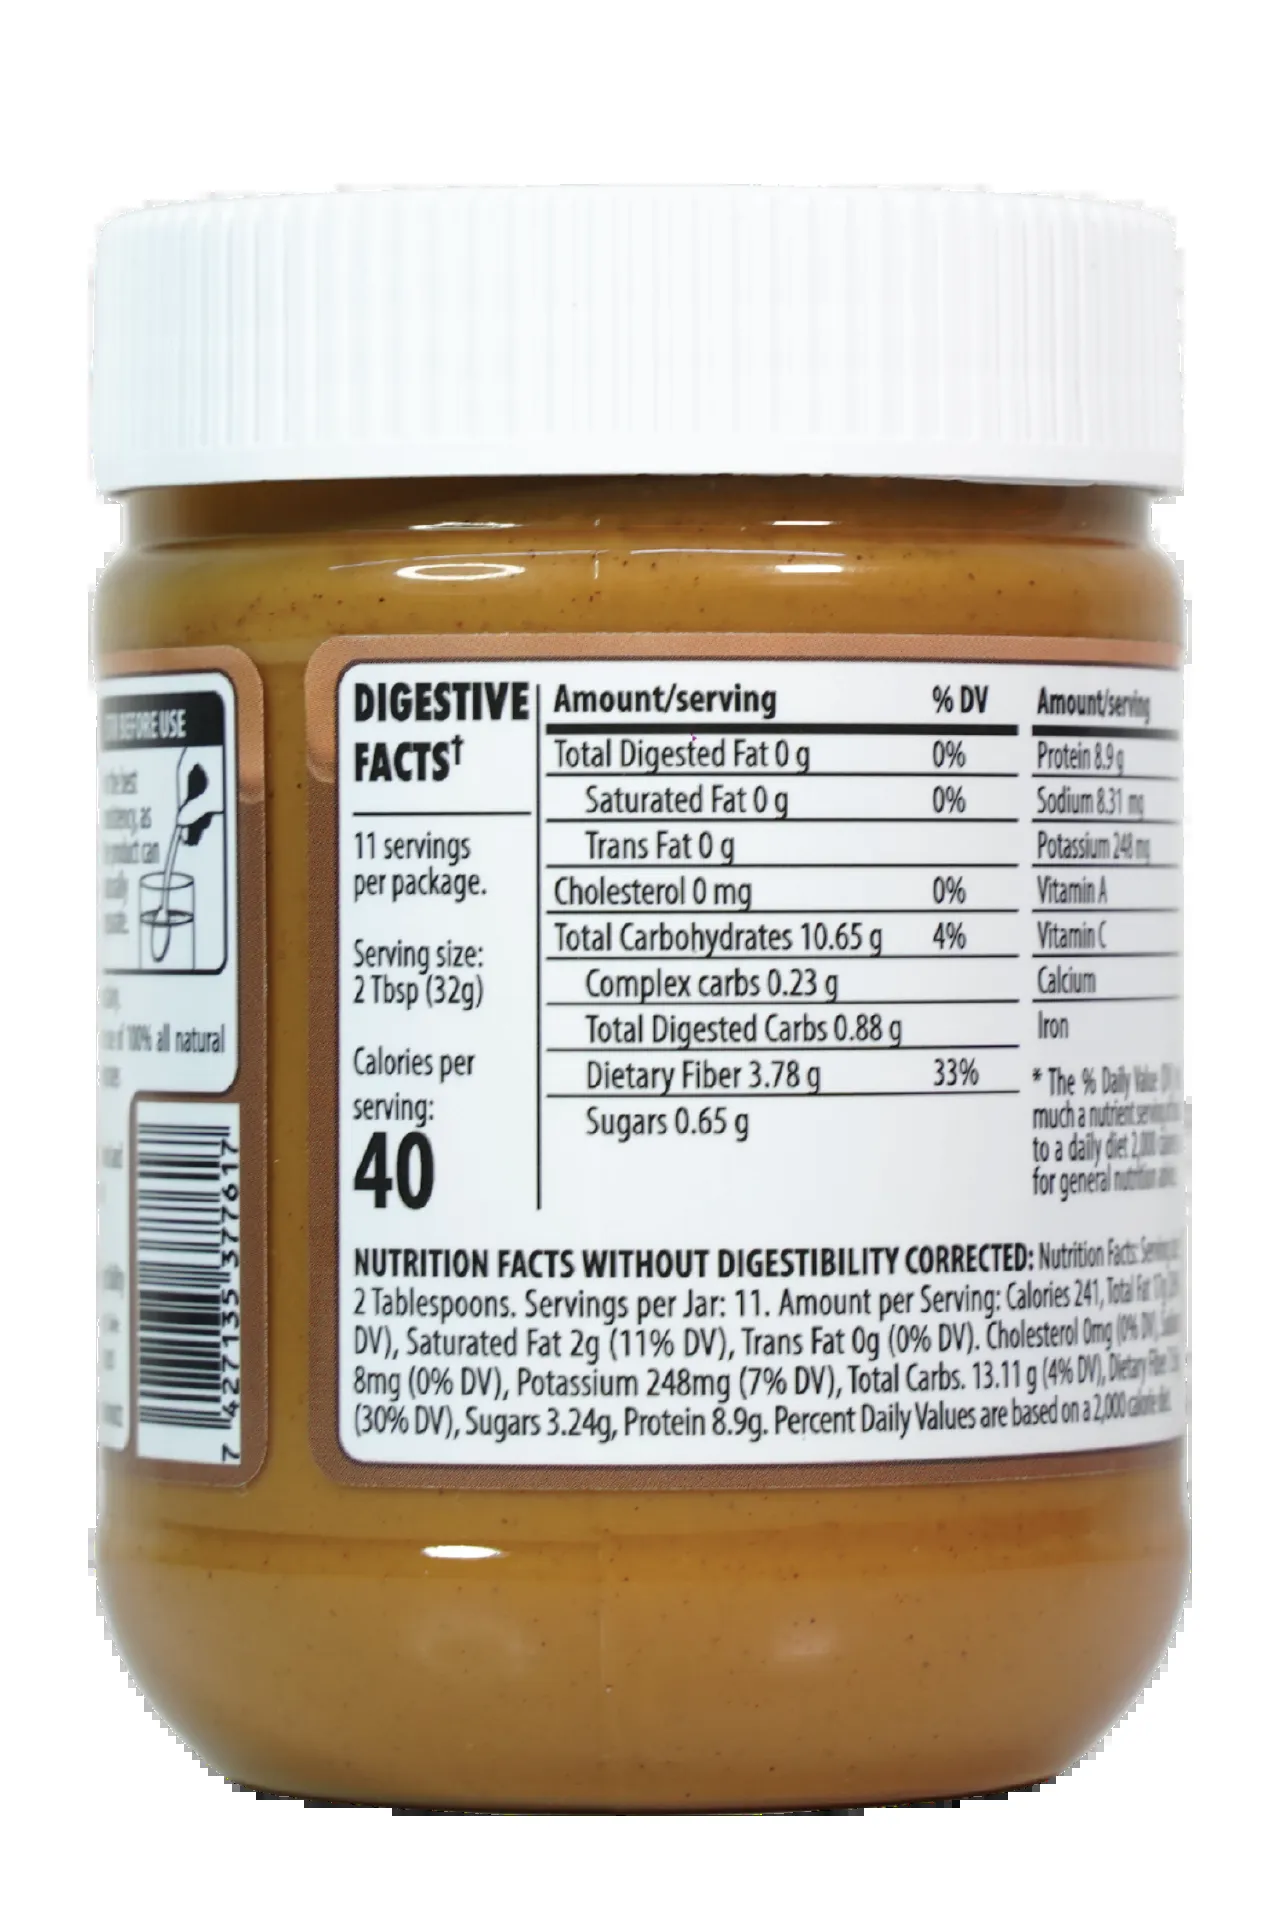 BEFORE USE
the best
as
product can
of 100% all natural
7 42713537761 7
DIGESTIVE
FACTS†
11 servings
per package.
Serving size:
2 Tbsp (32g)
Calories per
serving:
40
Amount/serving % DV
Total Digested Fat 0 g 0%
Saturated Fat 0 g 0%
Trans Fat 0 g
Cholesterol 0 mg 0%
Total Carbohydrates 10.65 g 4%
Complex carbs 0.23 g
Total Digested Carbs 0.88 g
Dietary Fiber 3.78 g 33%
Sugars 0.65 g
Amount/serving
Protein 8.9 g
Sodium 8.31 mg
Potassium 248 mg
Vitamin A
Vitamin C
Calcium
Iron
* The % Daily Value
much a nutrient
to a daily diet 2,000
for general nutrition
NUTRITION FACTS WITHOUT DIGESTIBILITY CORRECTED: Nutrition Facts:
2 Tablespoons. Servings per Jar: 11. Amount per Serving: Calories 241, Total Fat
DV), Saturated Fat 2g (11% DV), Trans Fat 0g (0% DV). Cholesterol 0mg (0% DV),
8mg (0% DV), Potassium 248mg (7% DV), Total Carbs. 13.11 g (4% DV), Dietary
(30% DV), Sugars 3.24g, Protein 8.9g. Percent Daily Values are based on a 2,000 calorie